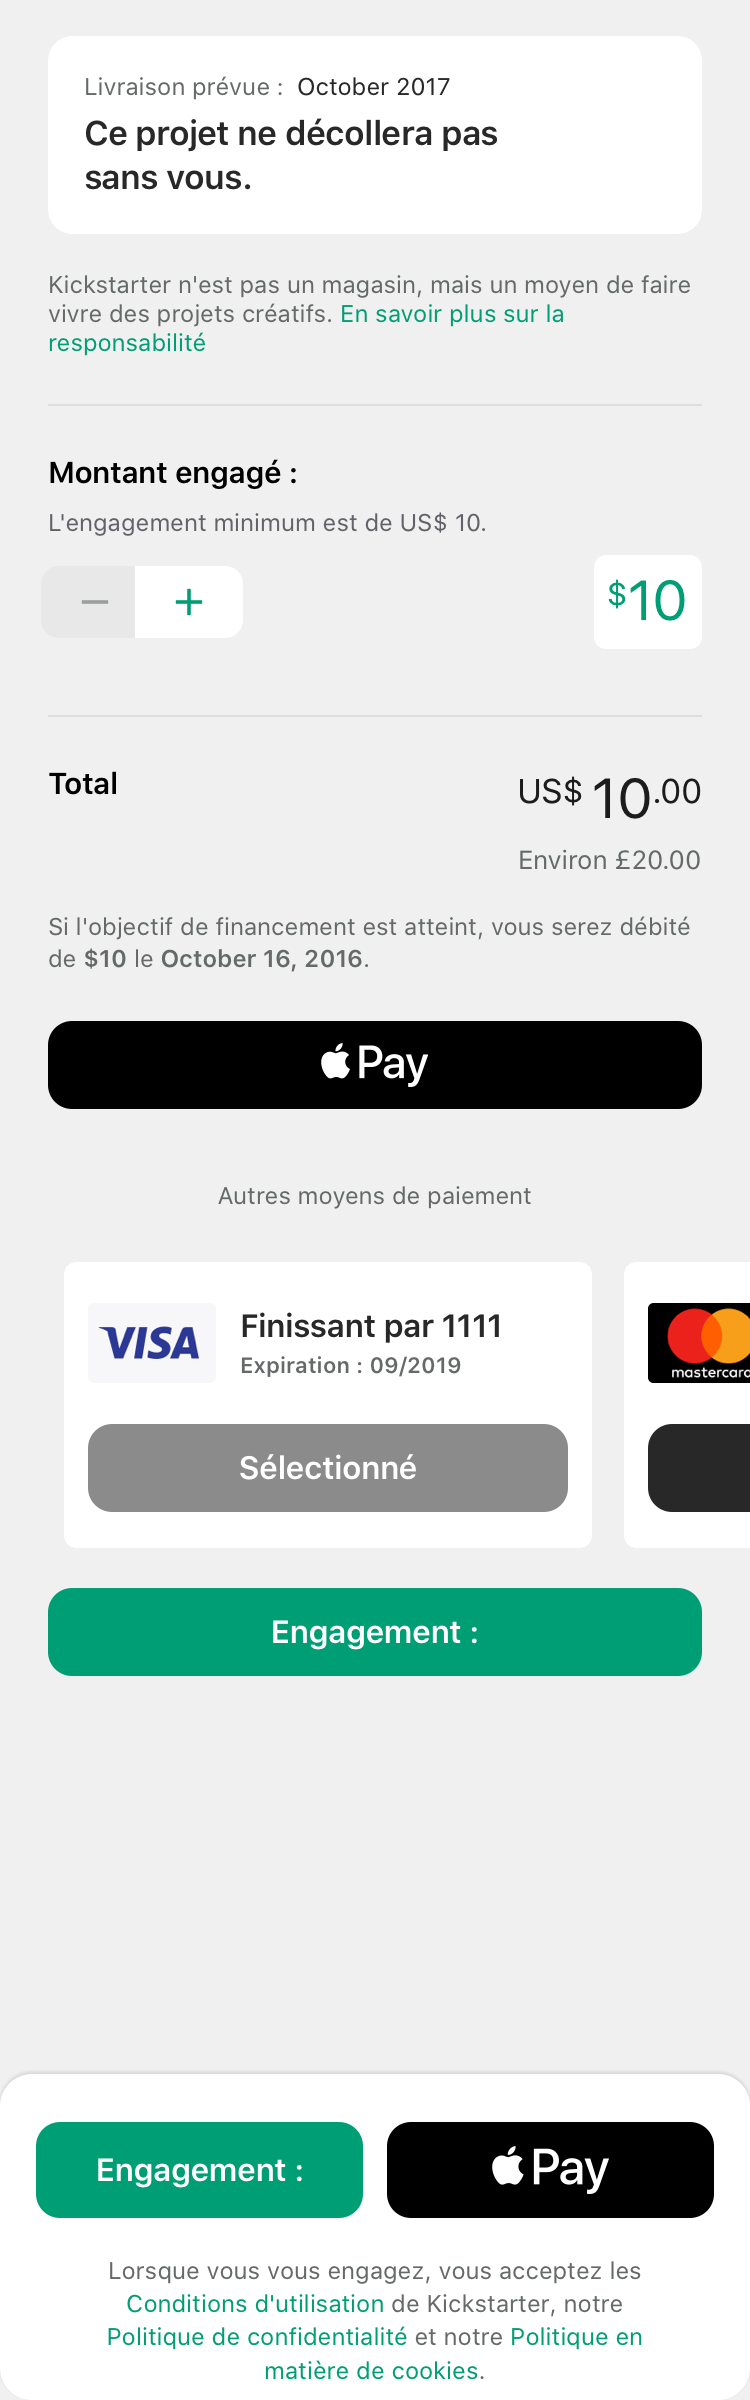 Livraison prévue : October 2017
Ce projet ne décollera pas
sans vous.
Kickstarter n'est pas un magasin, mais un moyen de faire
vivre des projets créatifs. En savoir plus sur la
responsabilité
Montant engagé :
L'engagement minimum est de US$ 10.
$10
Total US$ 10.00
Environ £20.00
Si l'objectif de financement est atteint, vous serez débité
de $10 le October 16, 2016.
Pay
Autres moyens de paiement
VISA Finissant par 1111
Expiration : 09/2019
mastercard
Sélectionné
Engagement :
Engagement : Pay
Lorsque vous vous engagez, vous acceptez les
Conditions d'utilisation de Kickstarter, notre
Politique de confidentialité et notre Politique en
matière de cookies.